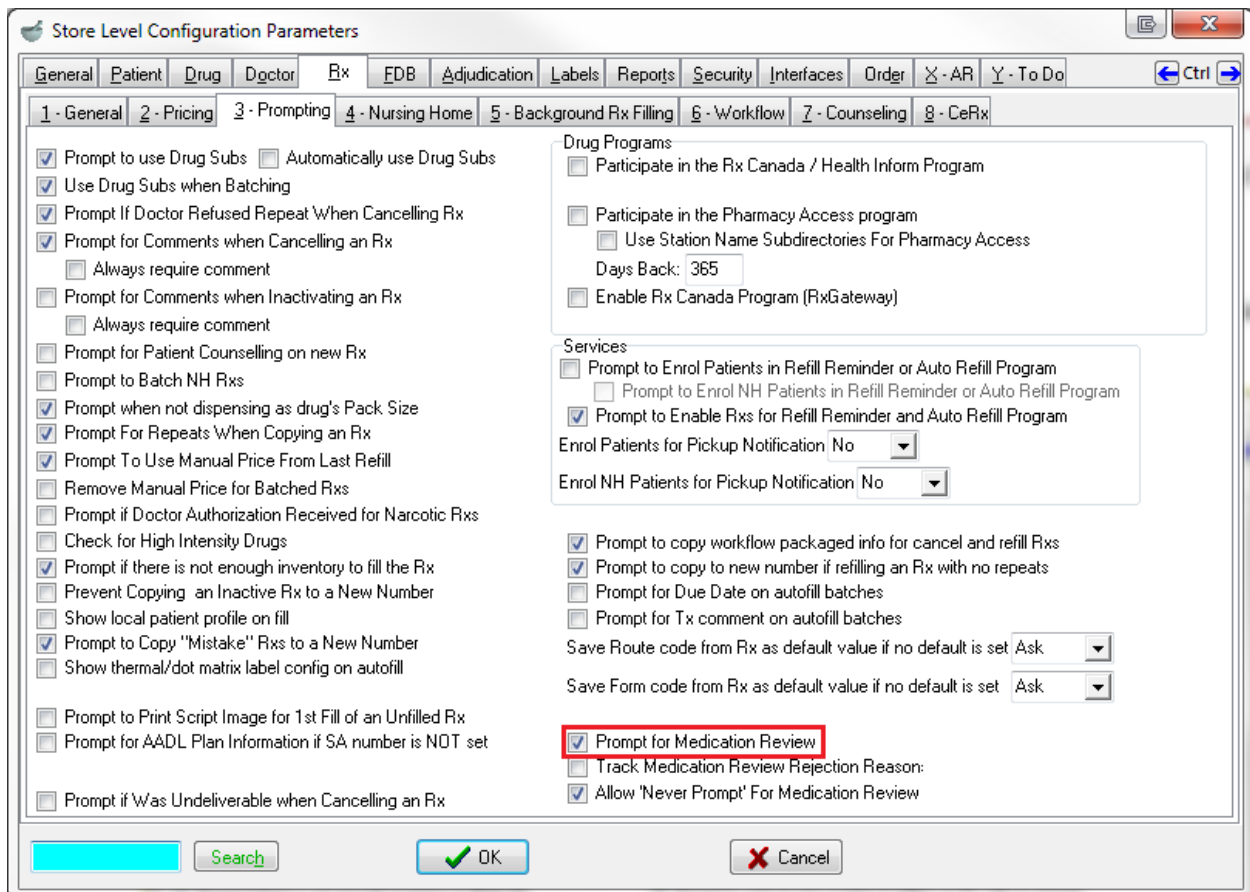 Store Level Configuration Parameters
General Patient Drug Doctor Rx FDB Adjudication Labels Reports Security Interfaces Order X - AR Y - To Do Ctrl
1 - General 2 - Pricing 3 - Prompting 4 - Nursing Home 5 - Background Rx Filling 6 - Workflow 7 - Counseling 8 - CeRx
Prompt to use Drug Subs Automatically use Drug Subs
Use Drug Subs when Batching
Prompt If Doctor Refused Repeat When Cancelling Rx
Prompt for Comments when Cancelling an Rx
Always require comment
Prompt for Comments when Inactivating an Rx
Always require comment
Prompt for Patient Counselling on new Rx
Prompt to Batch NH Rxs
Prompt when not dispensing as drug's Pack Size
Prompt For Repeats When Copying an Rx
Prompt To Use Manual Price From Last Refill
Remove Manual Price for Batched Rxs
Prompt if Doctor Authorization Received for Narcotic Rxs
Check for High Intensity Drugs
Prompt if there is not enough inventory to fill the Rx
Prevent Copying an Inactive Rx to a New Number
Show local patient profile on fill
Prompt to Copy "Mistake" Rxs to a New Number
Show thermal/dot matrix label config on autofill
Prompt to Print Script Image for 1st Fill of an Unfilled Rx
Prompt for AADL Plan Information if SA number is NOT set
Prompt if Was Undeliverable when Cancelling an Rx
Drug Programs
Participate in the Rx Canada / Health Inform Program
Participate in the Pharmacy Access program
Use Station Name Subdirectories For Pharmacy Access
Days Back: 365
Enable Rx Canada Program (RxGateway)
Services
Prompt to Enrol Patients in Refill Reminder or Auto Refill Program
Prompt to Enrol NH Patients in Refill Reminder or Auto Refill Program
Prompt to Enable Rxs for Refill Reminder and Auto Refill Program
Enrol Patients for Pickup Notification No
Enrol NH Patients for Pickup Notification No
Prompt to copy workflow packaged info for cancel and refill Rxs
Prompt to copy to new number if refilling an Rx with no repeats
Prompt for Due Date on autofill batches
Prompt for Tx comment on autofill batches
Save Route code from Rx as default value if no default is set Ask
Save Form code from Rx as default value if no default is set Ask
Prompt for Medication Review
Track Medication Review Rejection Reason:
Allow 'Never Prompt' For Medication Review
Search OK Cancel